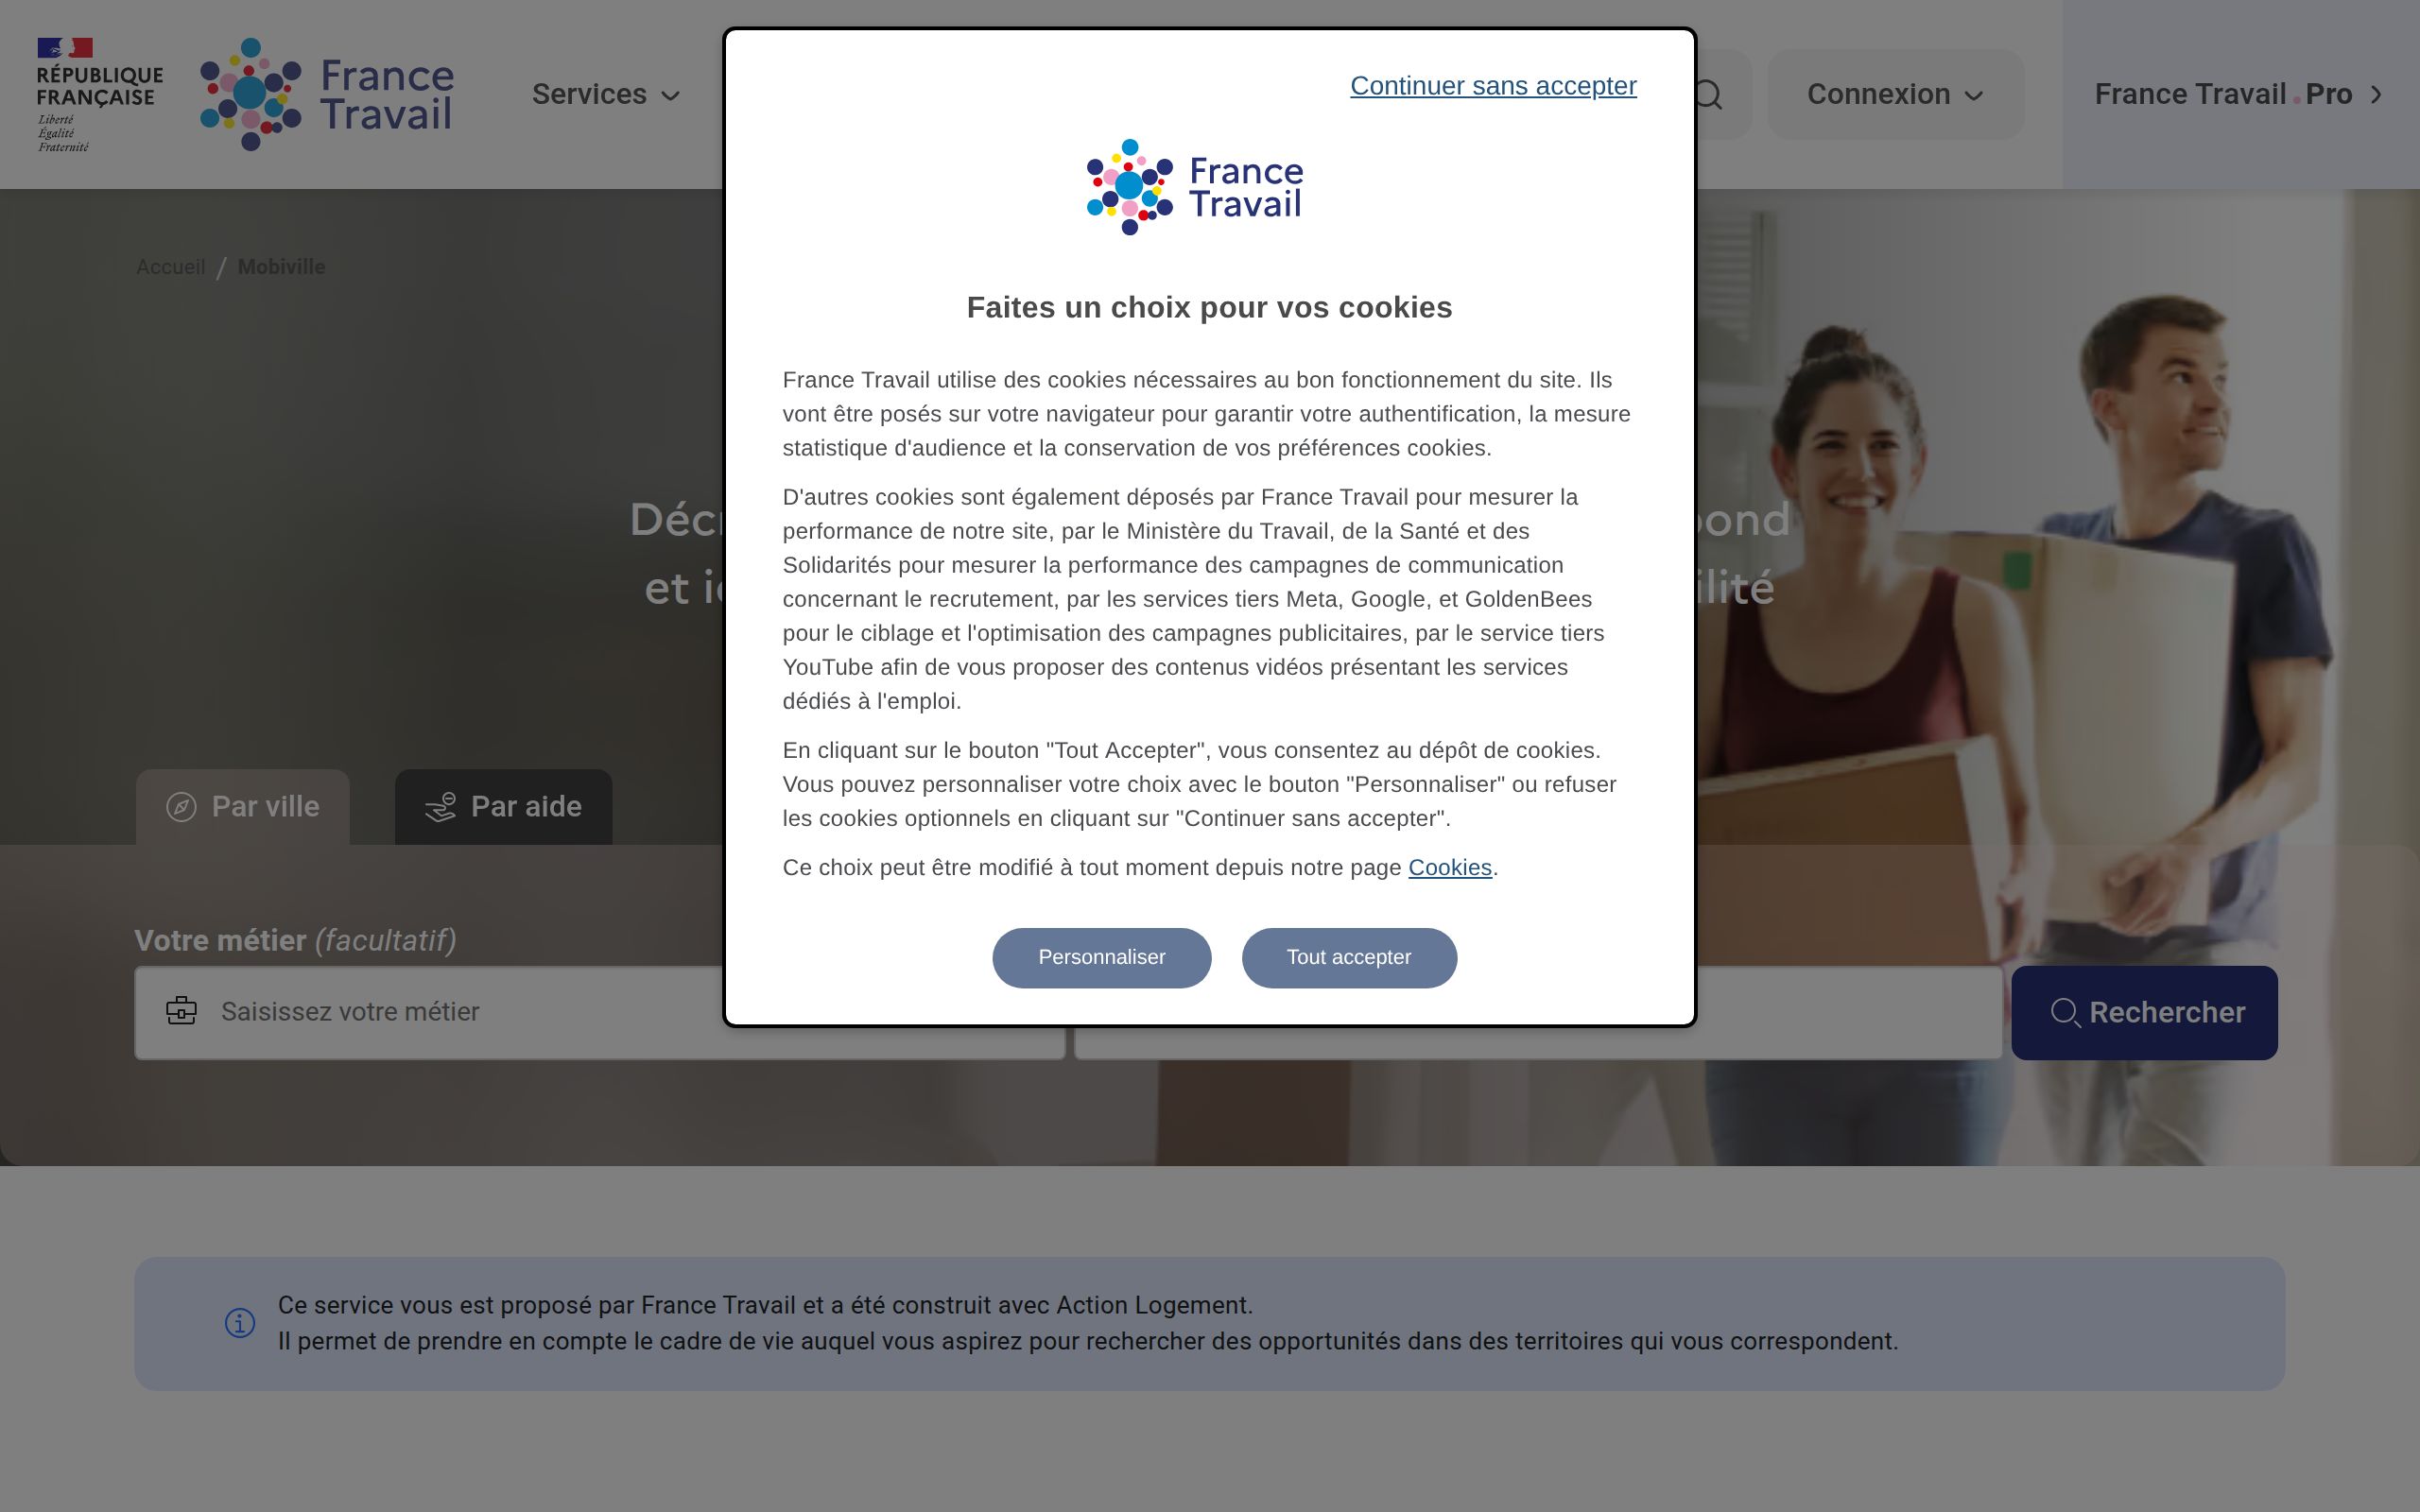 RÉPUBLIQUE
FRANÇAISE
Liberté
Égalité
Fraternité
France
Travail
Services
Connexion
France Travail.Pro
Accueil / Mobiville
Continuer sans accepter
France
Travail
Faites un choix pour vos cookies
France Travail utilise des cookies nécessaires au bon fonctionnement du site. Ils
vont être posés sur votre navigateur pour garantir votre authentification, la mesure
statistique d'audience et la conservation de vos préférences cookies.
D'autres cookies sont également déposés par France Travail pour mesurer la
performance de notre site, par le Ministère du Travail, de la Santé et des
Solidarités pour mesurer la performance des campagnes de communication
concernant le recrutement, par les services tiers Meta, Google, et GoldenBees
pour le ciblage et l'optimisation des campagnes publicitaires, par le service tiers
YouTube afin de vous proposer des contenus vidéos présentant les services
dédiés à l'emploi.
En cliquant sur le bouton "Tout Accepter", vous consentez au dépôt de cookies.
Vous pouvez personnaliser votre choix avec le bouton "Personnaliser" ou refuser
les cookies optionnels en cliquant sur "Continuer sans accepter".
Ce choix peut être modifié à tout moment depuis notre page Cookies.
Personnaliser
Tout accepter
et
Par ville
Par aide
Votre métier (facultatif)
Saisissez votre métier
Rechercher
Ce service vous est proposé par France Travail et a été construit avec Action Logement.
Il permet de prendre en compte le cadre de vie auquel vous aspirez pour rechercher des opportunités dans des territoires qui vous correspondent.